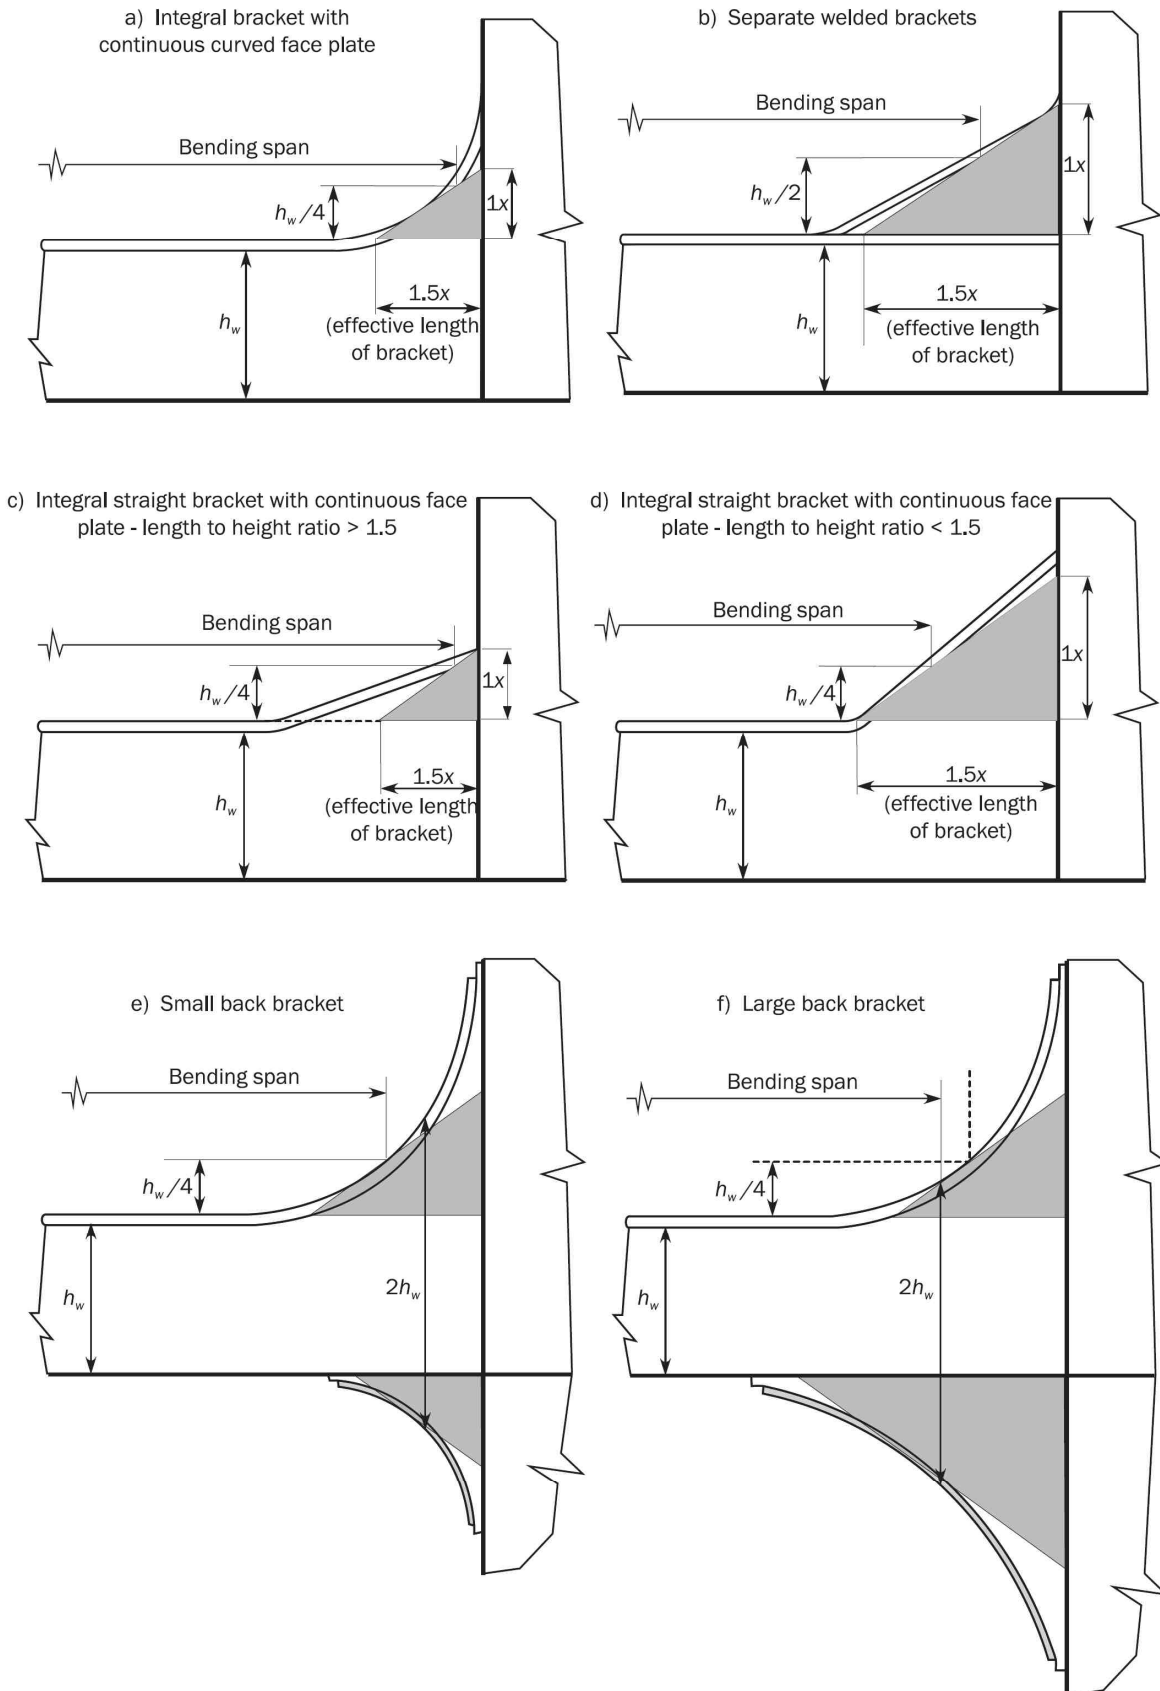 a) Integral bracket with
continuous curved face plate
Bending span
h_w/4
1x
1.5x
(effective length
of bracket)
h_w
b) Separate welded brackets
Bending span
h_w/2
1x
1.5x
(effective length
of bracket)
h_w
c) Integral straight bracket with continuous face
plate - length to height ratio > 1.5
Bending span
h_w/4
1x
1.5x
(effective length
of bracket)
h_w
d) Integral straight bracket with continuous face
plate - length to height ratio < 1.5
Bending span
h_w/4
1x
1.5x
(effective length
of bracket)
h_w
e) Small back bracket
Bending span
h_w/4
2h_w
h_w
f) Large back bracket
Bending span
h_w/4
2h_w
h_w